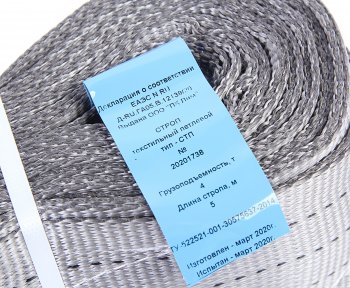 Декларация о соответствии
ЕАЭС N RU
Выдана ООО
СТРОП
текстильный петлевой
тип - СТП
№
20201738
Грузоподъемность, т
4
Длина стропа, м
5
Изготовлен - март 2020г.
Испытан - март 2020г.